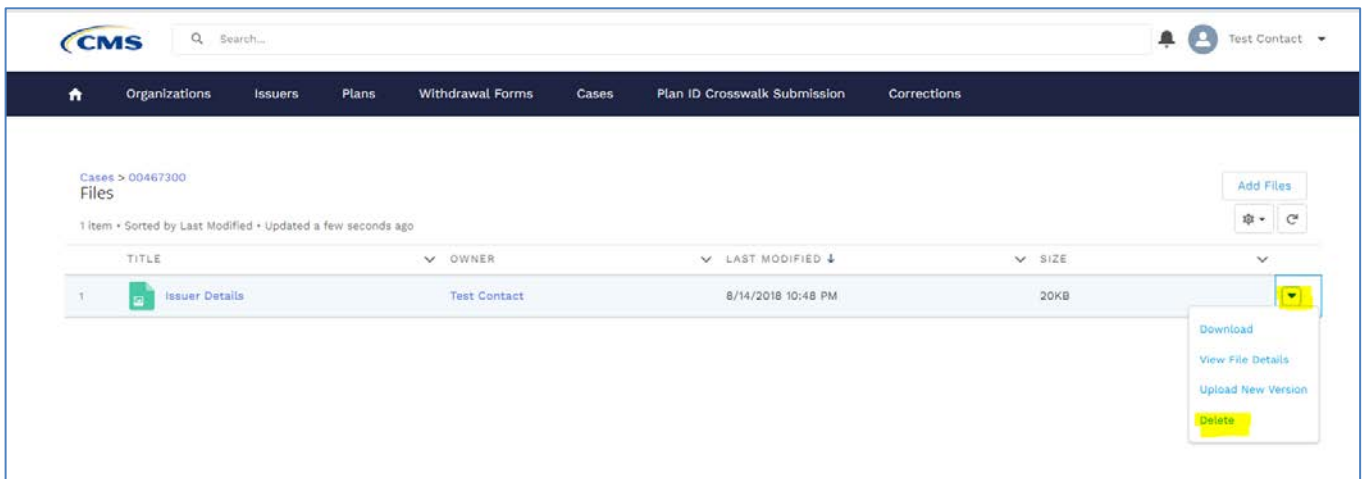 CMS
Search...
Test Contact
Organizations Issuers Plans Withdrawal Forms Cases Plan ID Crosswalk Submission Corrections
Cases > 00467300
Files
Add Files
1 item • Sorted by Last Modified • Updated a few seconds ago
TITLE OWNER LAST MODIFIED SIZE
1 Issuer Details Test Contact 8/14/2018 10:48 PM 20KB
Download
View File Details
Upload New Version
Delete